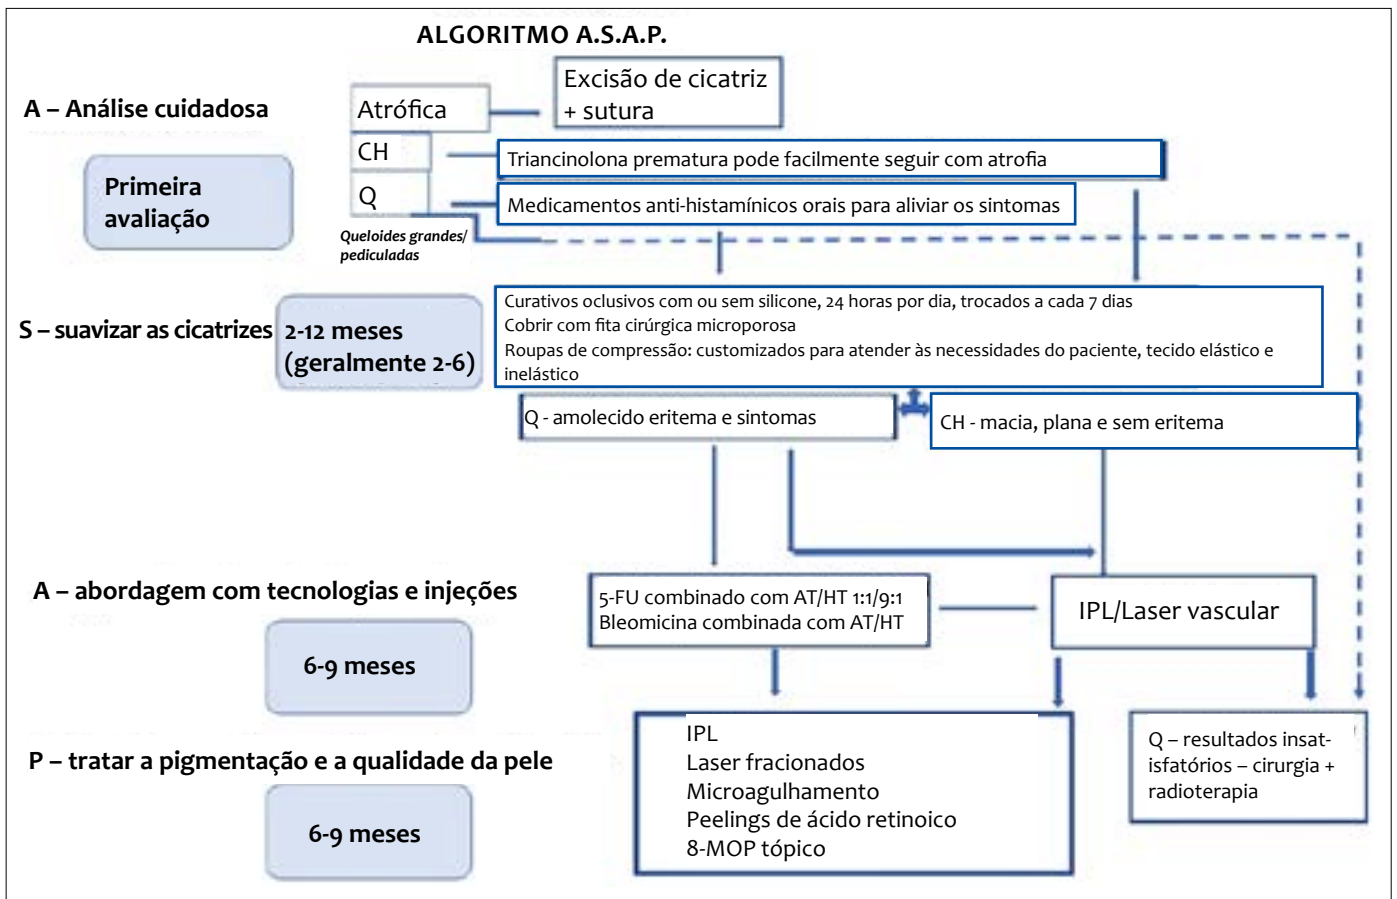 ALGORITMO A.S.A.P.
A – Análise cuidadosa
Atrófica
Excisão de cicatriz
+ sutura
CH
Triancinolona prematura pode facilmente seguir com atrofia
Primeira
avaliação
Q
Medicamentos anti-histamínicos orais para aliviar os sintomas
Queloides grandes/
pediculadas
S – suavizar as cicatrizes
2-12 meses
(geralmente 2-6)
Curativos oclusivos com ou sem silicone, 24 horas por dia, trocados a cada 7 dias
Cobrir com fita cirúrgica microporosa
Roupas de compressão: customizados para atender às necessidades do paciente, tecido elástico e
inelástico
Q - amolecido eritema e sintomas
CH - macia, plana e sem eritema
A – abordagem com tecnologias e injeções
6-9 meses
5-FU combinado com AT/HT 1:1/9:1
Bleomicina combinada com AT/HT
IPL/Laser vascular
P – tratar a pigmentação e a qualidade da pele
6-9 meses
IPL
Laser fracionados
Microagulhamento
Peelings de ácido retinoico
8-MOP tópico
Q – resultados insat-
isfatórios – cirurgia +
radioterapia